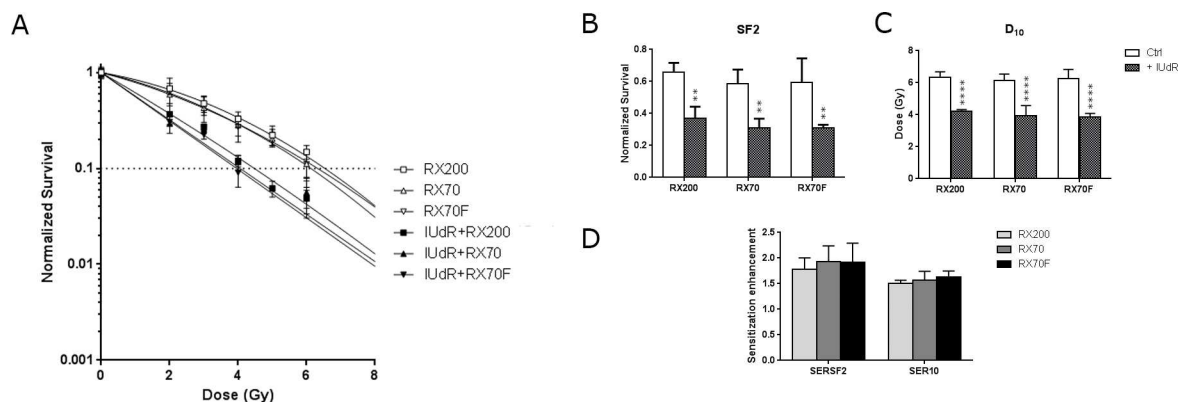 A
Normalized Survival
1
0.1
0.01
0.001
0
2
4
6
8
Dose (Gy)
RX200
RX70
RX70F
IUdR+RX200
IUdR+RX70
IUdR+RX70F
B
SF2
Normalized Survival
0.8
0.6
0.4
0.2
0.0
**
**
**
RX200
RX70
RX70F
C
D10
Dose (Gy)
8
6
4
2
0
****
****
****
RX200
RX70
RX70F
Ctrl
+ IUdR
D
Sensitization enhancement
2.5
2.0
1.5
1.0
0.5
0.0
SERSF2
SER10
RX200
RX70
RX70F